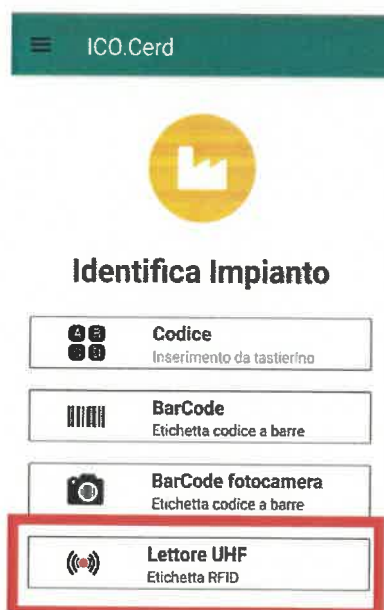 ICO.Cerd
Identifica Impianto
Codice
Inserimento da tastierino
BarCode
Etichetta codice a barre
BarCode fotocamera
Etichetta codice a barre
Lettore UHF
Etichetta RFID